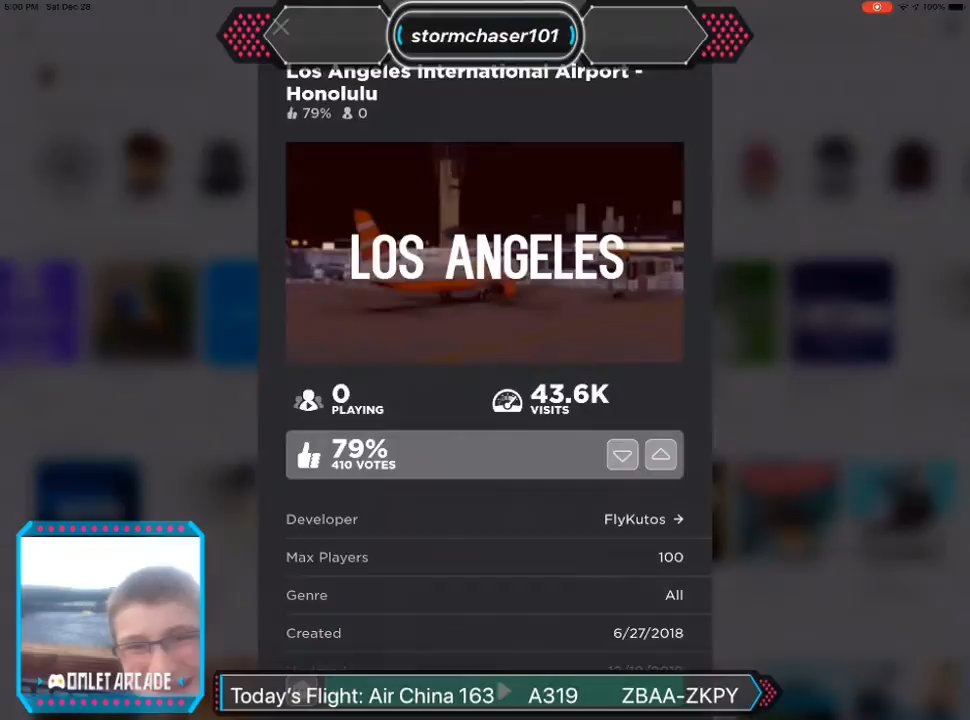 5:00 PM Sat Dec 28
100%
stormchaser101
Los Angeles International Airport -
Honolulu
79% 0
LOS ANGELES
0
PLAYING
43.6K
VISITS
79%
410 VOTES
Developer FlyKutos →
Max Players 100
Genre All
Created 6/27/2018
OMLET ARCADE
Today's Flight: Air China 163 A319 ZBAA-ZKPY